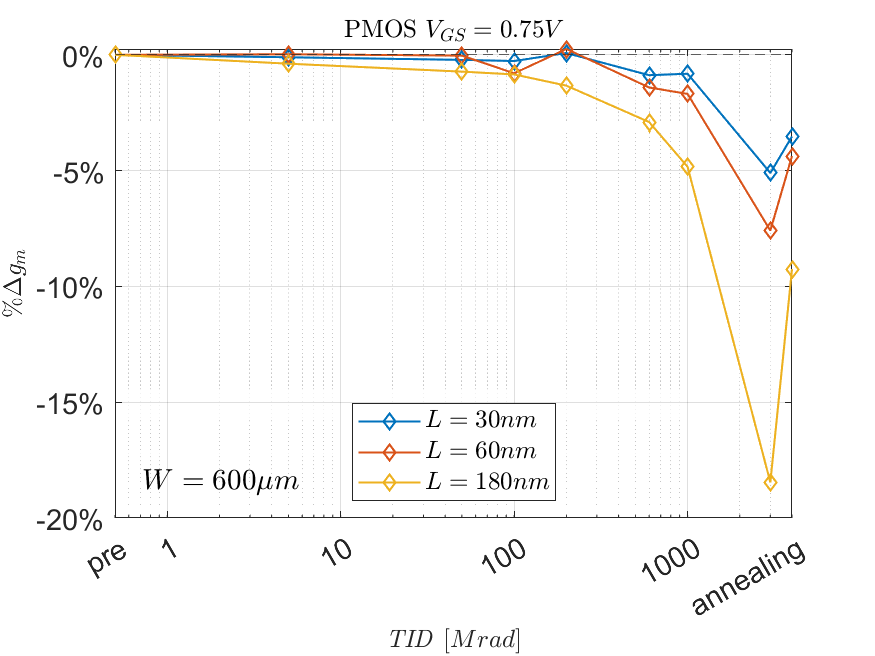 PMOS V_GS = 0.75V
0%
-5%
-10%
-15%
-20%
%Δg_m
L = 30nm
L = 60nm
L = 180nm
W = 600μm
pre 1 10 100 1000 annealing
TID [Mrad]